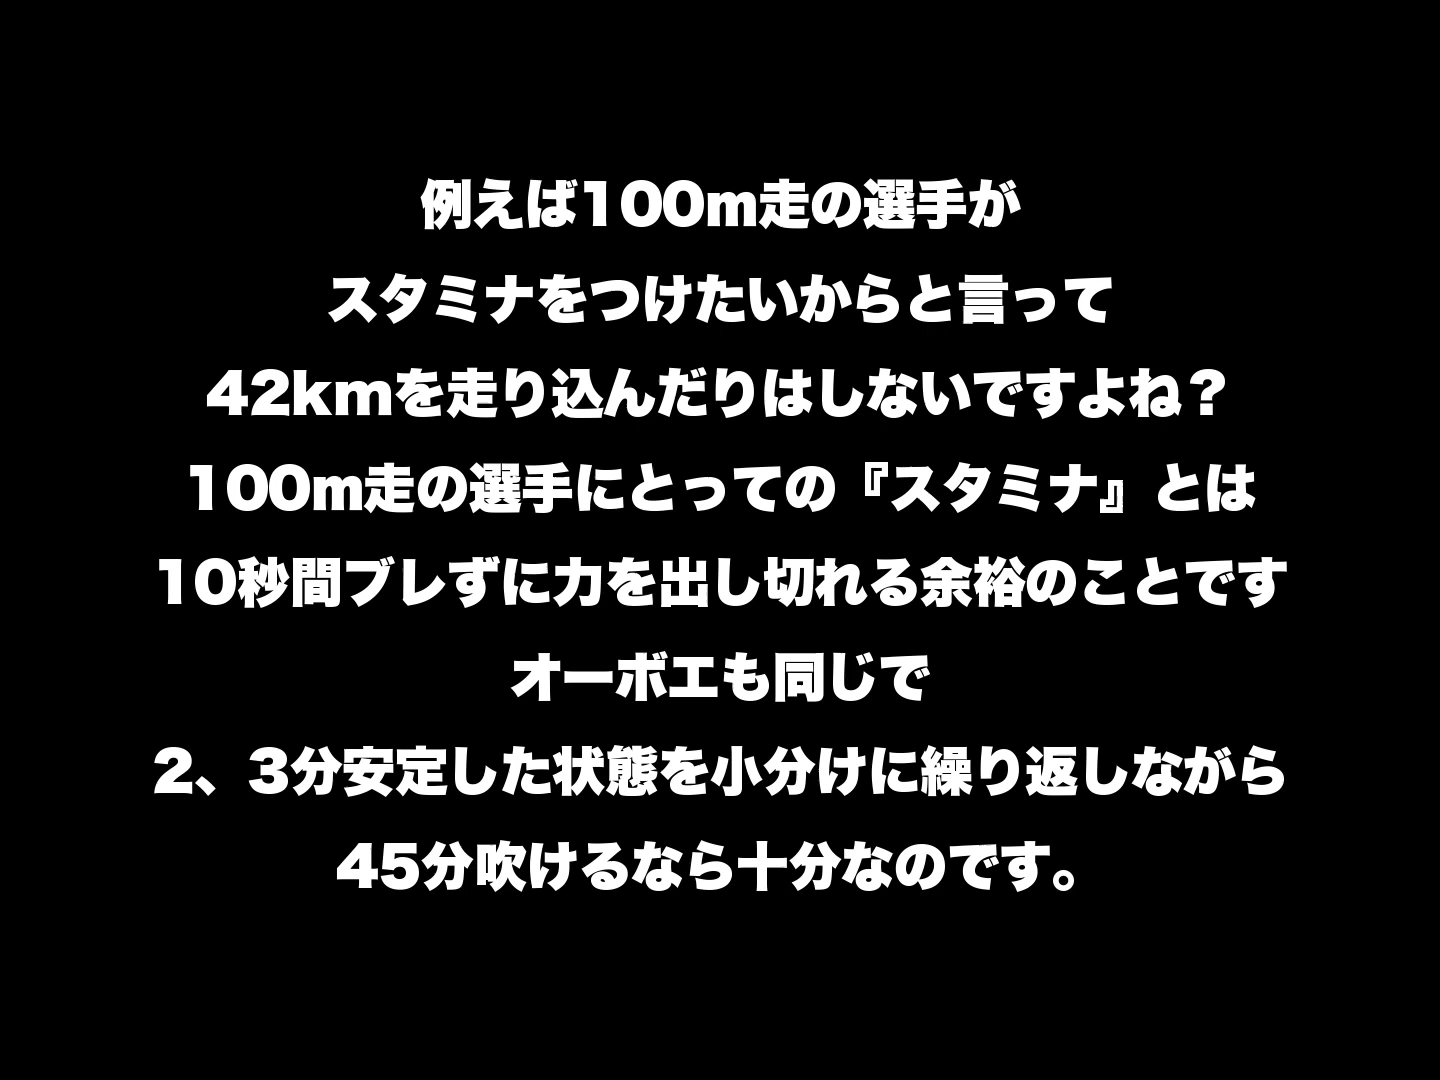 例えば100m走の選手が
スタミナをつけたいからと言って
42kmを走り込んだりはしないですよね？
100m走の選手にとっての『スタミナ』とは
10秒間ブレずに力を出し切れる余裕のことです
オーボエも同じで
2、3分安定した状態を小分けに繰り返しながら
45分吹けるなら十分なのです。